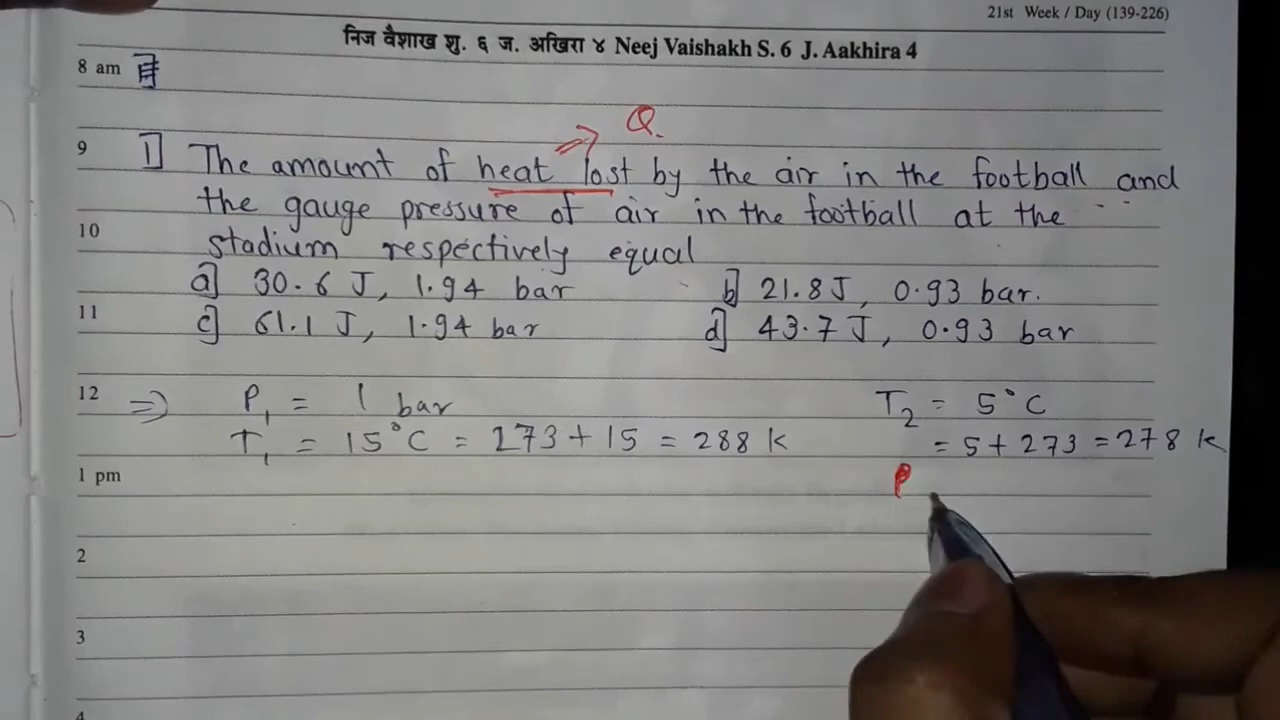 21st Week / Day (139-226)
निज वैशाख शु. ६ ज. अखिरा ४ Neej Vaishakh S. 6 J. Aakhira 4
8 am
Q.
9 1] The amount of heat lost by the air in the football and
the gauge pressure of air in the football at the
10
stadium respectively equal
a] 30.6 J, 1.94 bar b] 21.8 J, 0.93 bar.
11
c] 61.1 J, 1.94 bar d] 43.7 J, 0.93 bar
12 ⇒ P₁ = 1 bar T₂ = 5°C
T₁ = 15°C = 273 + 15 = 288 K = 5 + 273 = 278 K
1 pm P
2
3
4